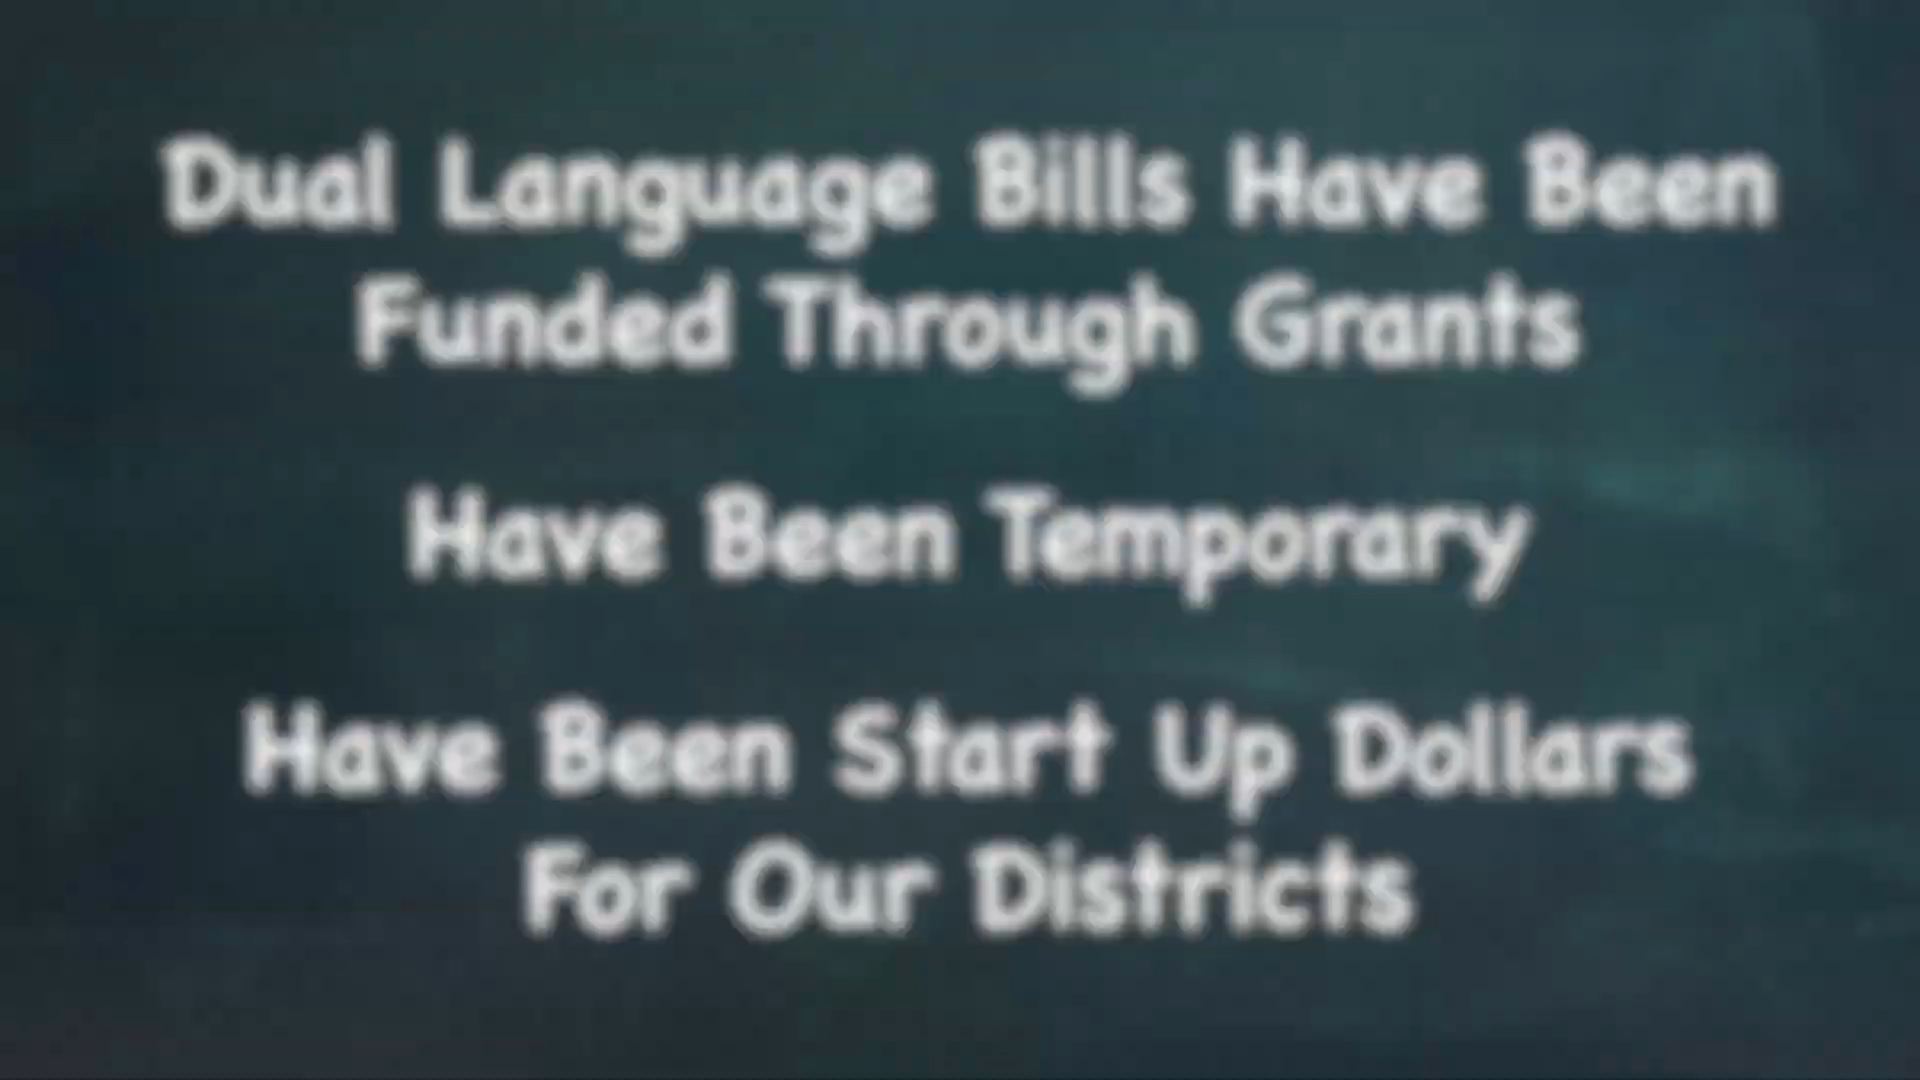 Dual Language Bills Have Been
Funded Through Grants
Have Been Temporary
Have Been Start Up Dollars
For Our Districts